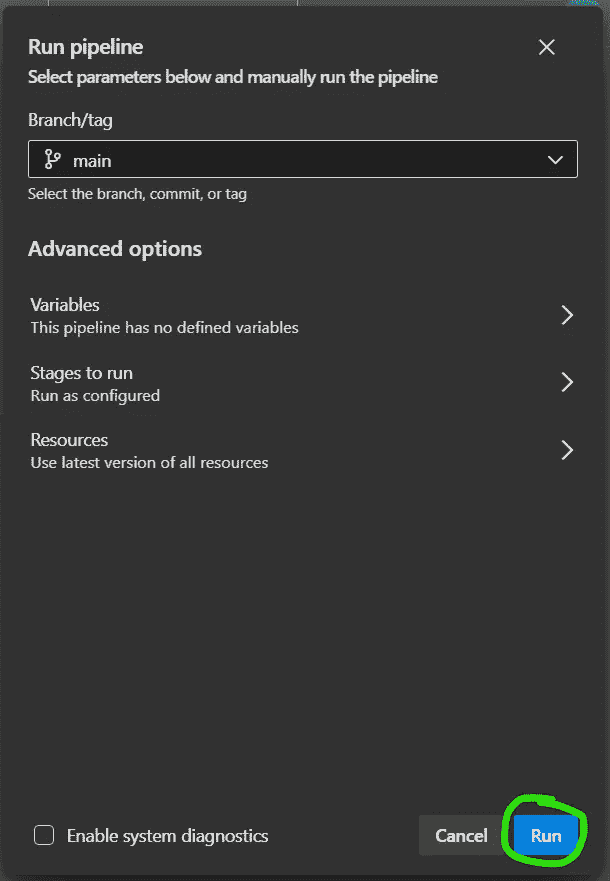 Run pipeline
Select parameters below and manually run the pipeline
Branch/tag
main
Select the branch, commit, or tag
Advanced options
Variables
This pipeline has no defined variables
Stages to run
Run as configured
Resources
Use latest version of all resources
Enable system diagnostics
Cancel
Run